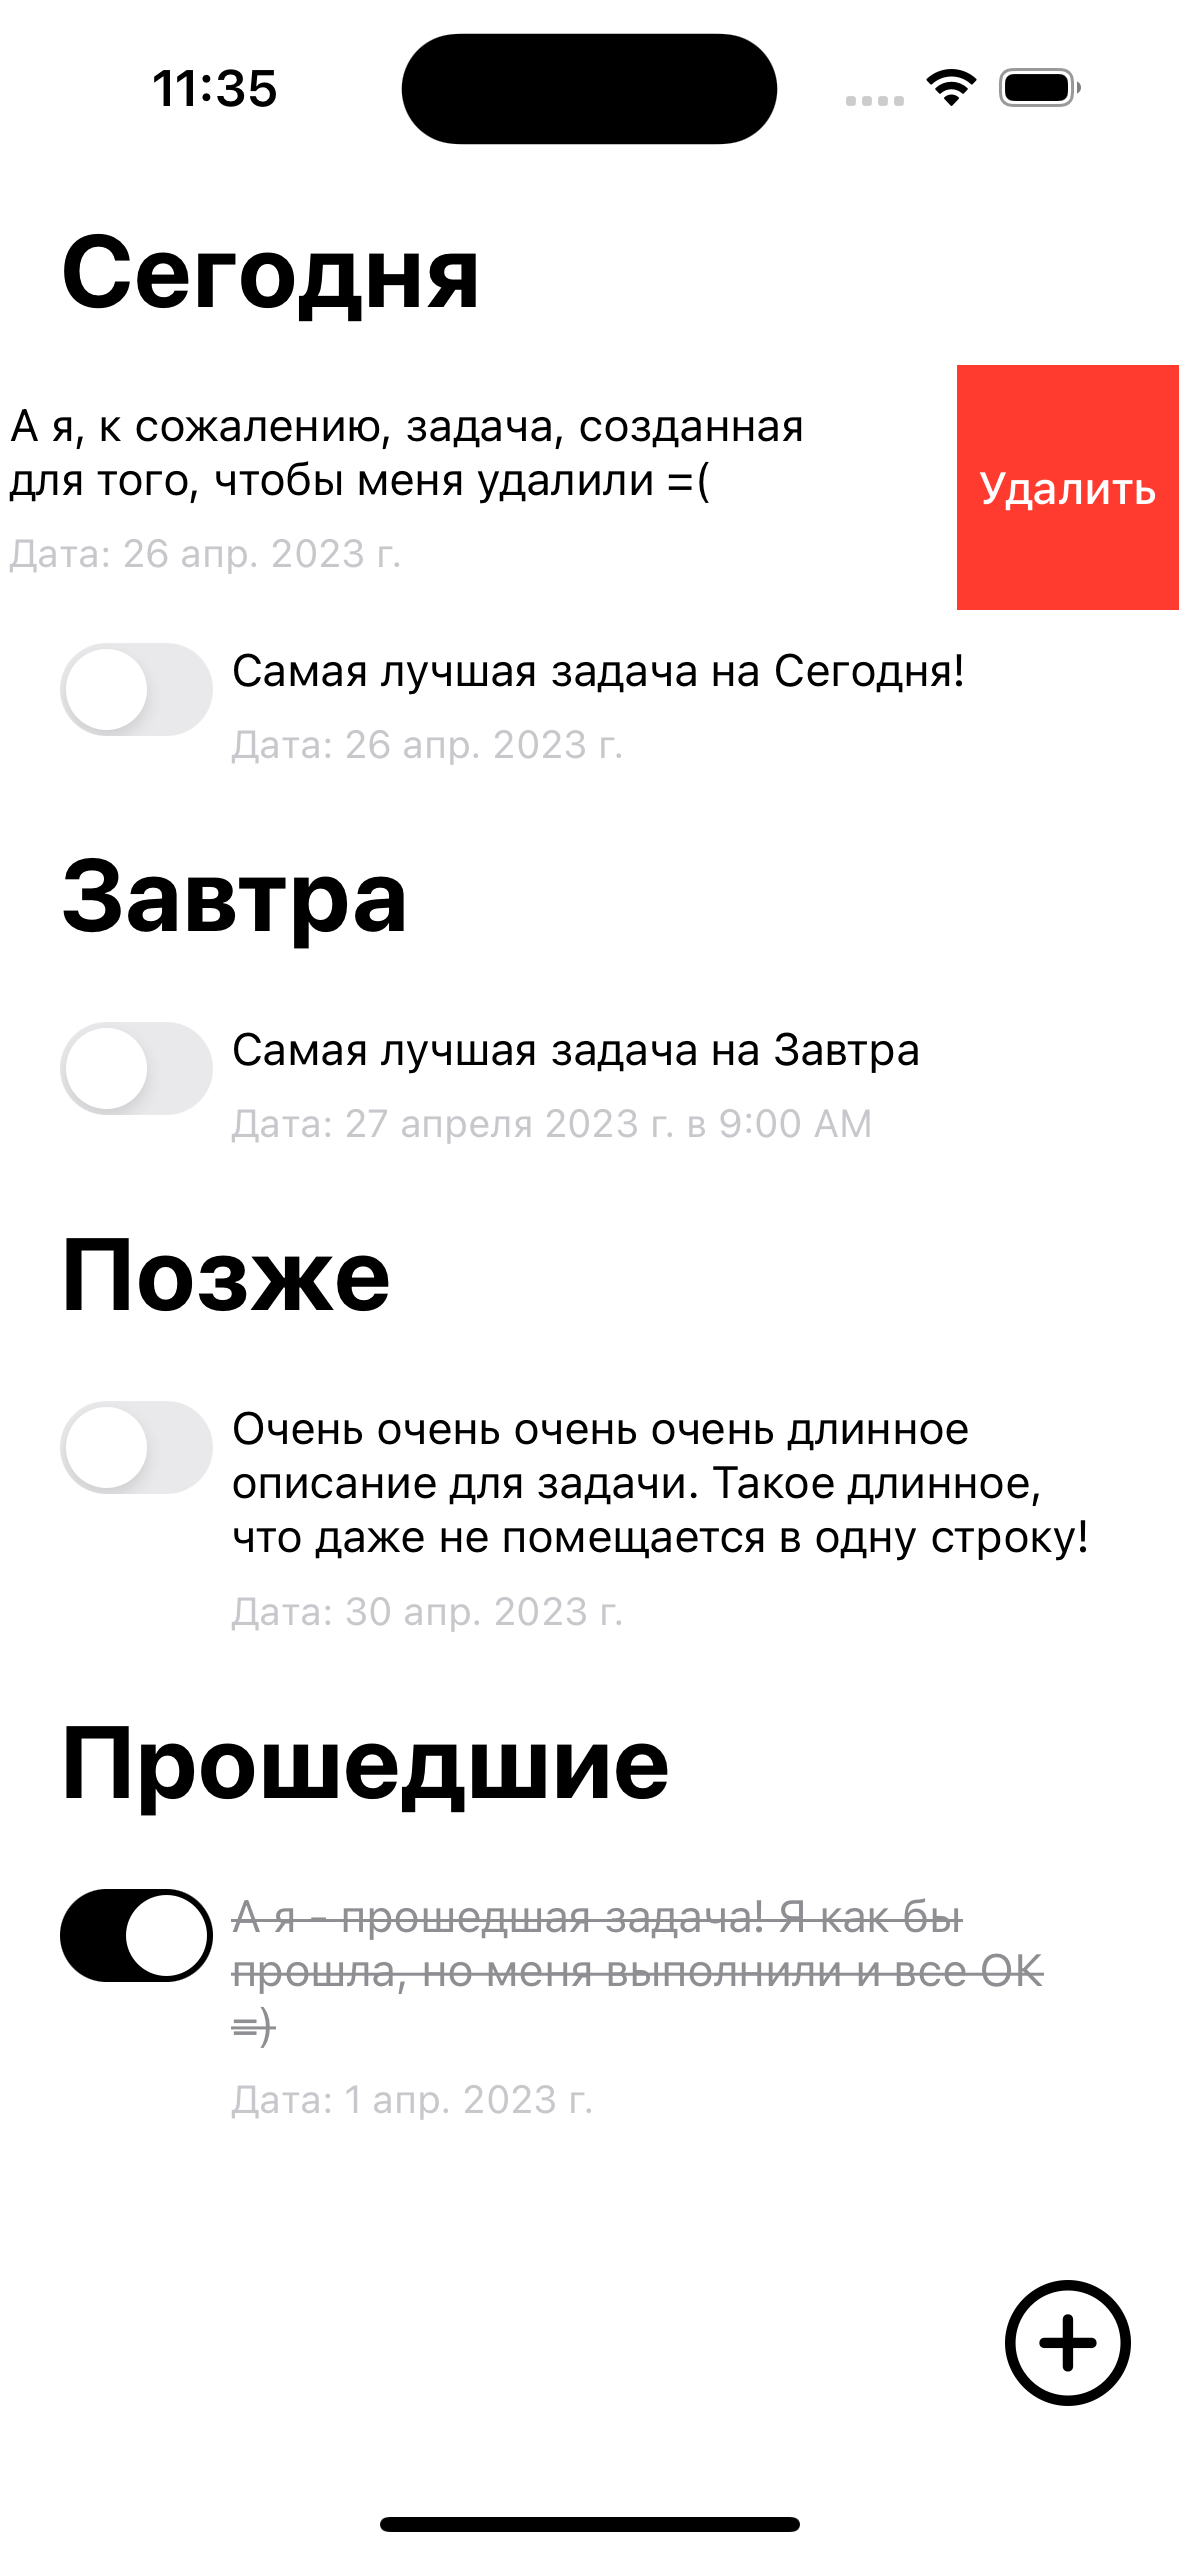 11:35
Сегодня
А я, к сожалению, задача, созданная
для того, чтобы меня удалили =(
Дата: 26 апр. 2023 г.
Удалить
Самая лучшая задача на Сегодня!
Дата: 26 апр. 2023 г.
Завтра
Самая лучшая задача на Завтра
Дата: 27 апреля 2023 г. в 9:00 AM
Позже
Очень очень очень очень длинное
описание для задачи. Такое длинное,
что даже не помещается в одну строку!
Дата: 30 апр. 2023 г.
Прошедшие
А я - прошедшая задача! Я как бы
прошла, но меня выполнили и все ОК
=)
Дата: 1 апр. 2023 г.